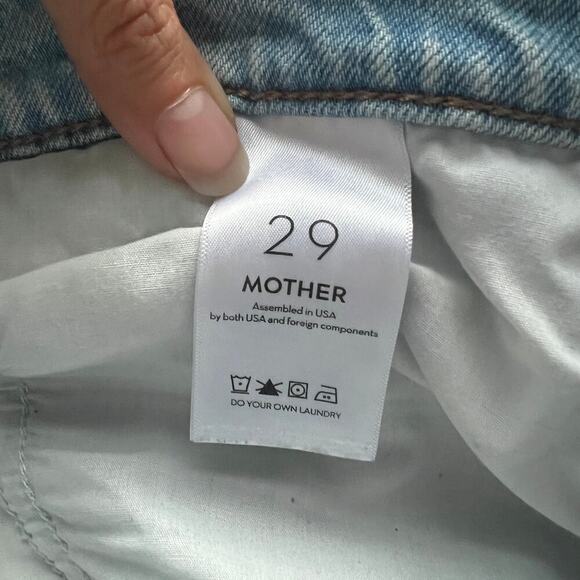 29
MOTHER
Assembled in USA
by both USA and foreign components
DO YOUR OWN LAUNDRY